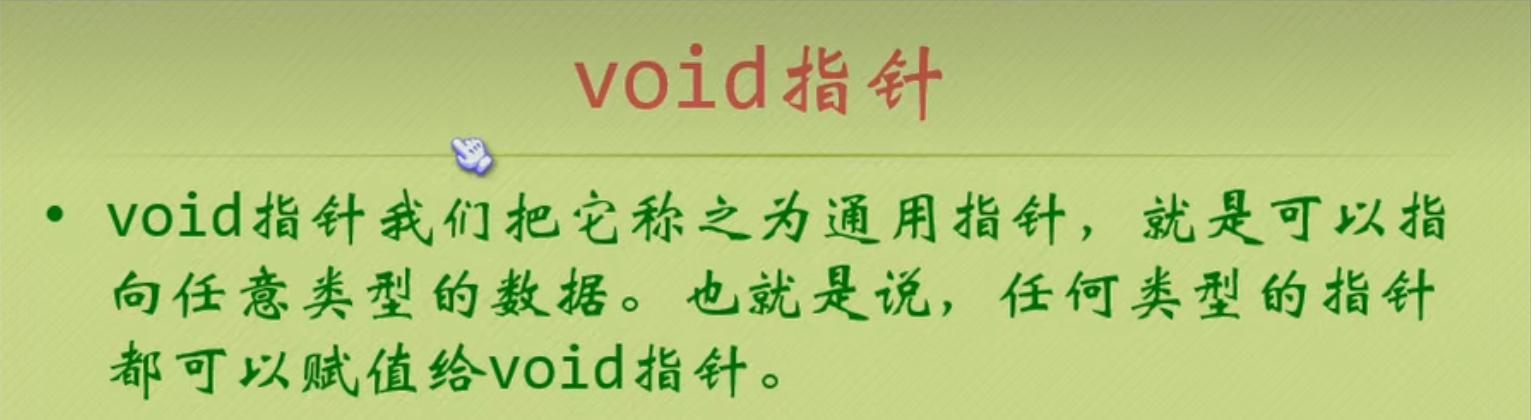 void指针
• void指针我们把它称之为通用指针，就是可以指
向任意类型的数据。也就是说，任何类型的指针
都可以赋值给void指针。